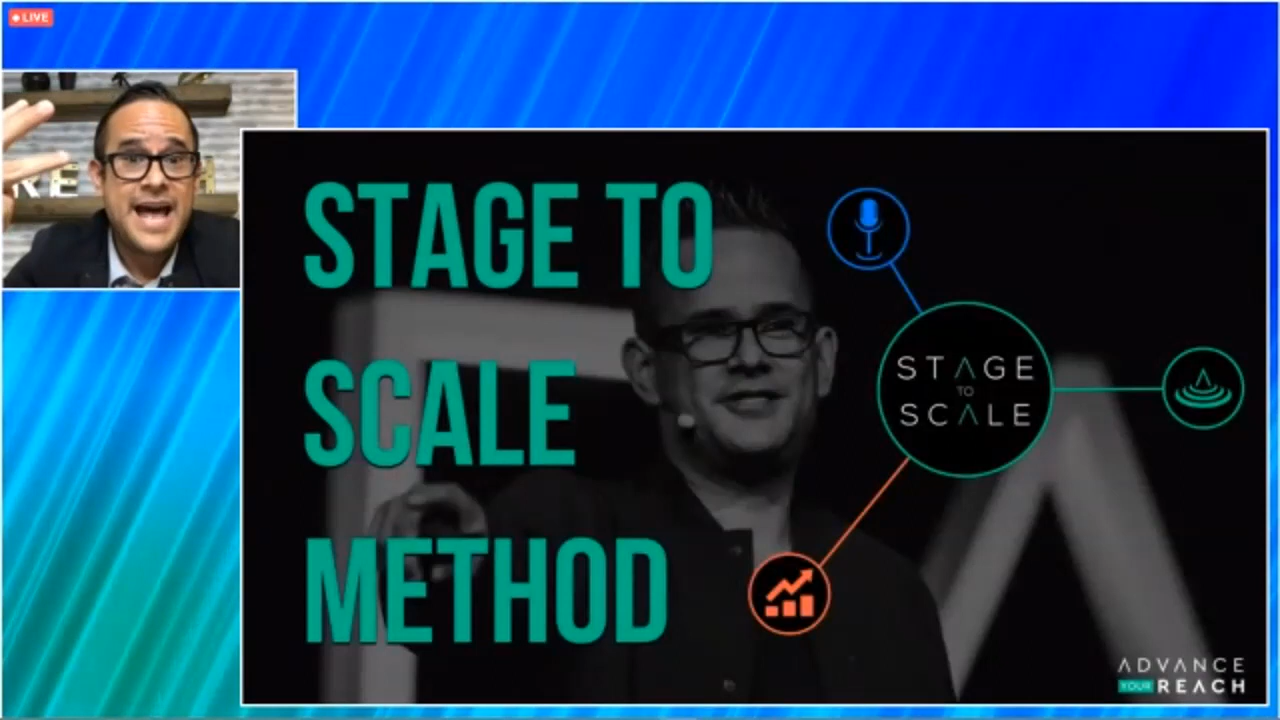 LIVE
STAGE TO
SCALE
METHOD
STAGE
TO
SCALE
ADVANCE
YOUR REACH